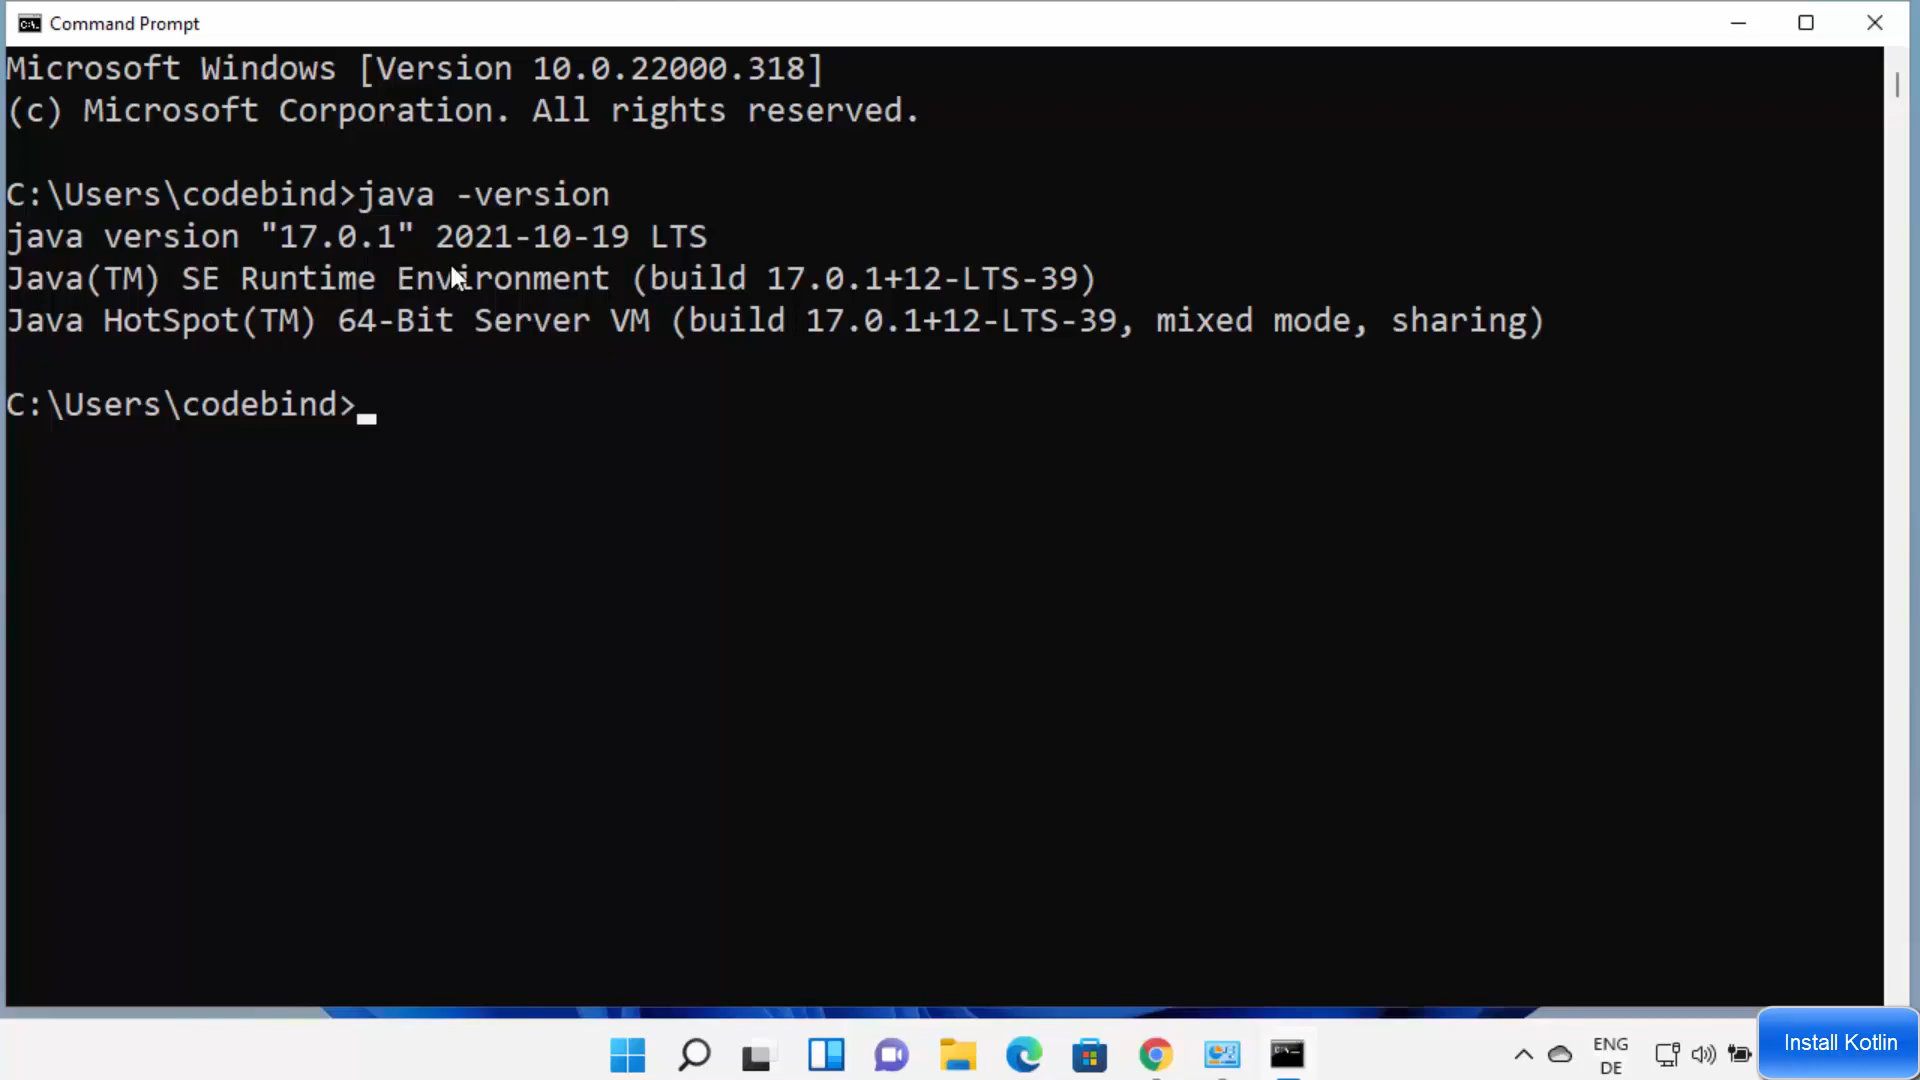 Command Prompt
Microsoft Windows [Version 10.0.22000.318]
(c) Microsoft Corporation. All rights reserved.
C:\Users\codebind>java -version
java version "17.0.1" 2021-10-19 LTS
Java(TM) SE Runtime Environment (build 17.0.1+12-LTS-39)
Java HotSpot(TM) 64-Bit Server VM (build 17.0.1+12-LTS-39, mixed mode, sharing)
C:\Users\codebind>
ENG
DE
Install Kotlin